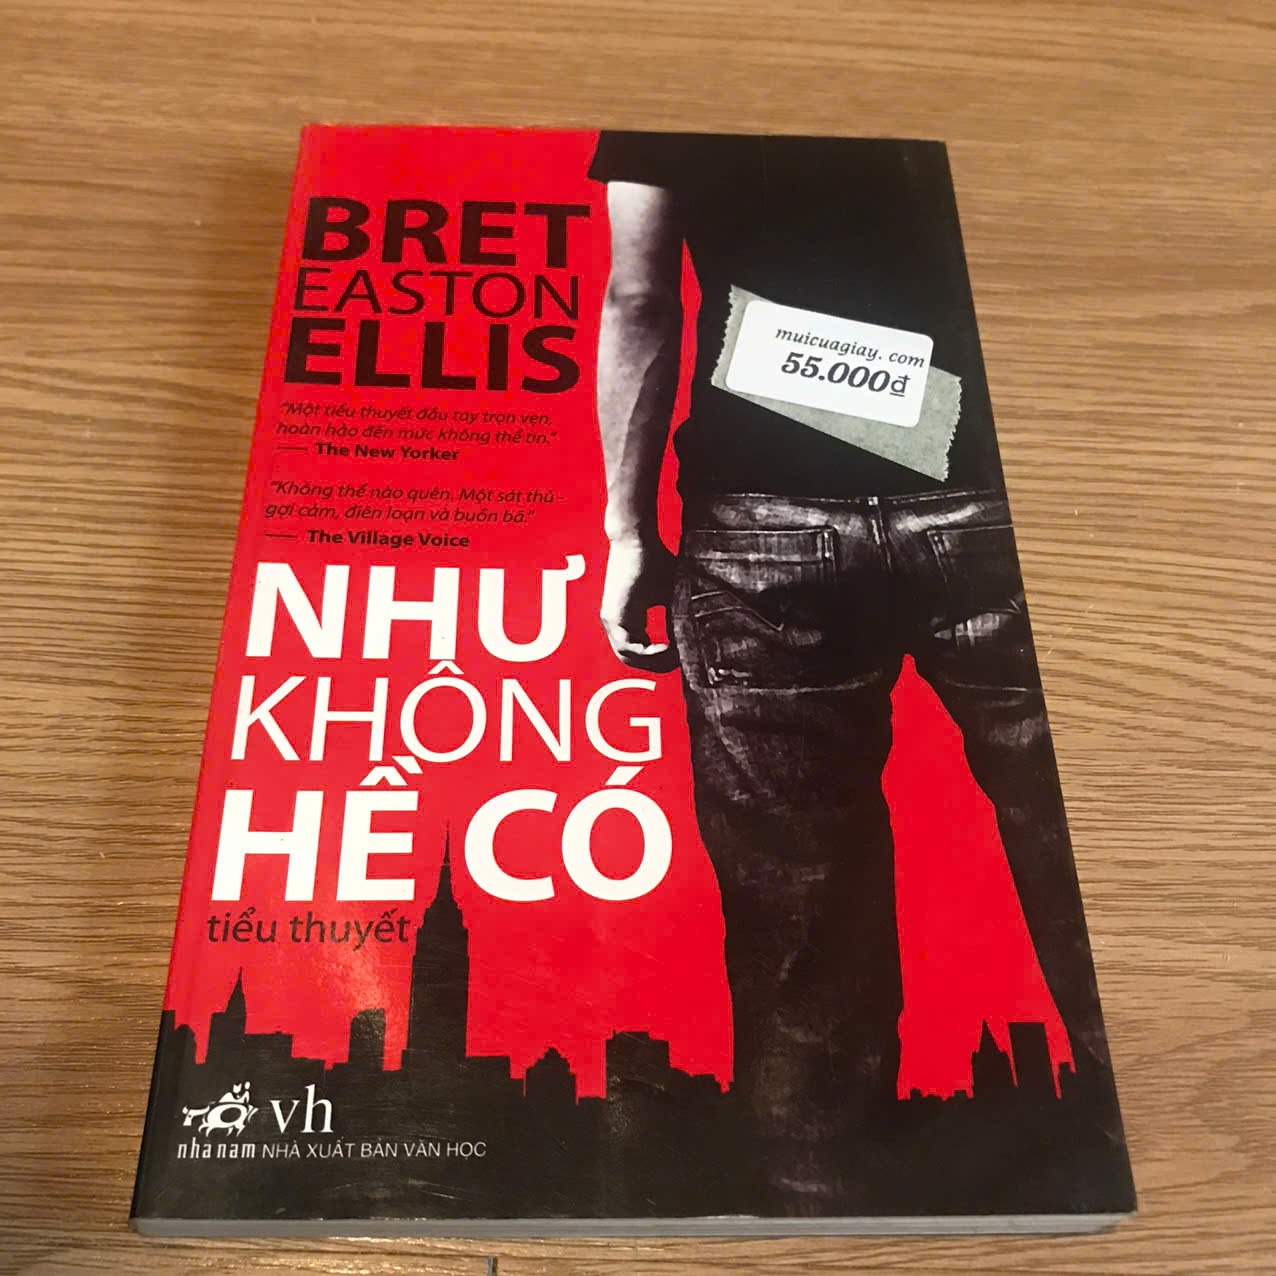 BRET
EASTON
ELLIS
muicuagiay. com
55.000đ
"Một tiểu thuyết đầu tay trọn vẹn,
hoàn hảo đến mức không thể tin."
— The New Yorker
"Không thể nào quên. Một sát thủ -
gợi cảm, điên loạn và buồn bã."
— The Village Voice
NHƯ
KHÔNG
HỀ CÓ
tiểu thuyết
vh
nhã nam NHÀ XUẤT BẢN VĂN HỌC